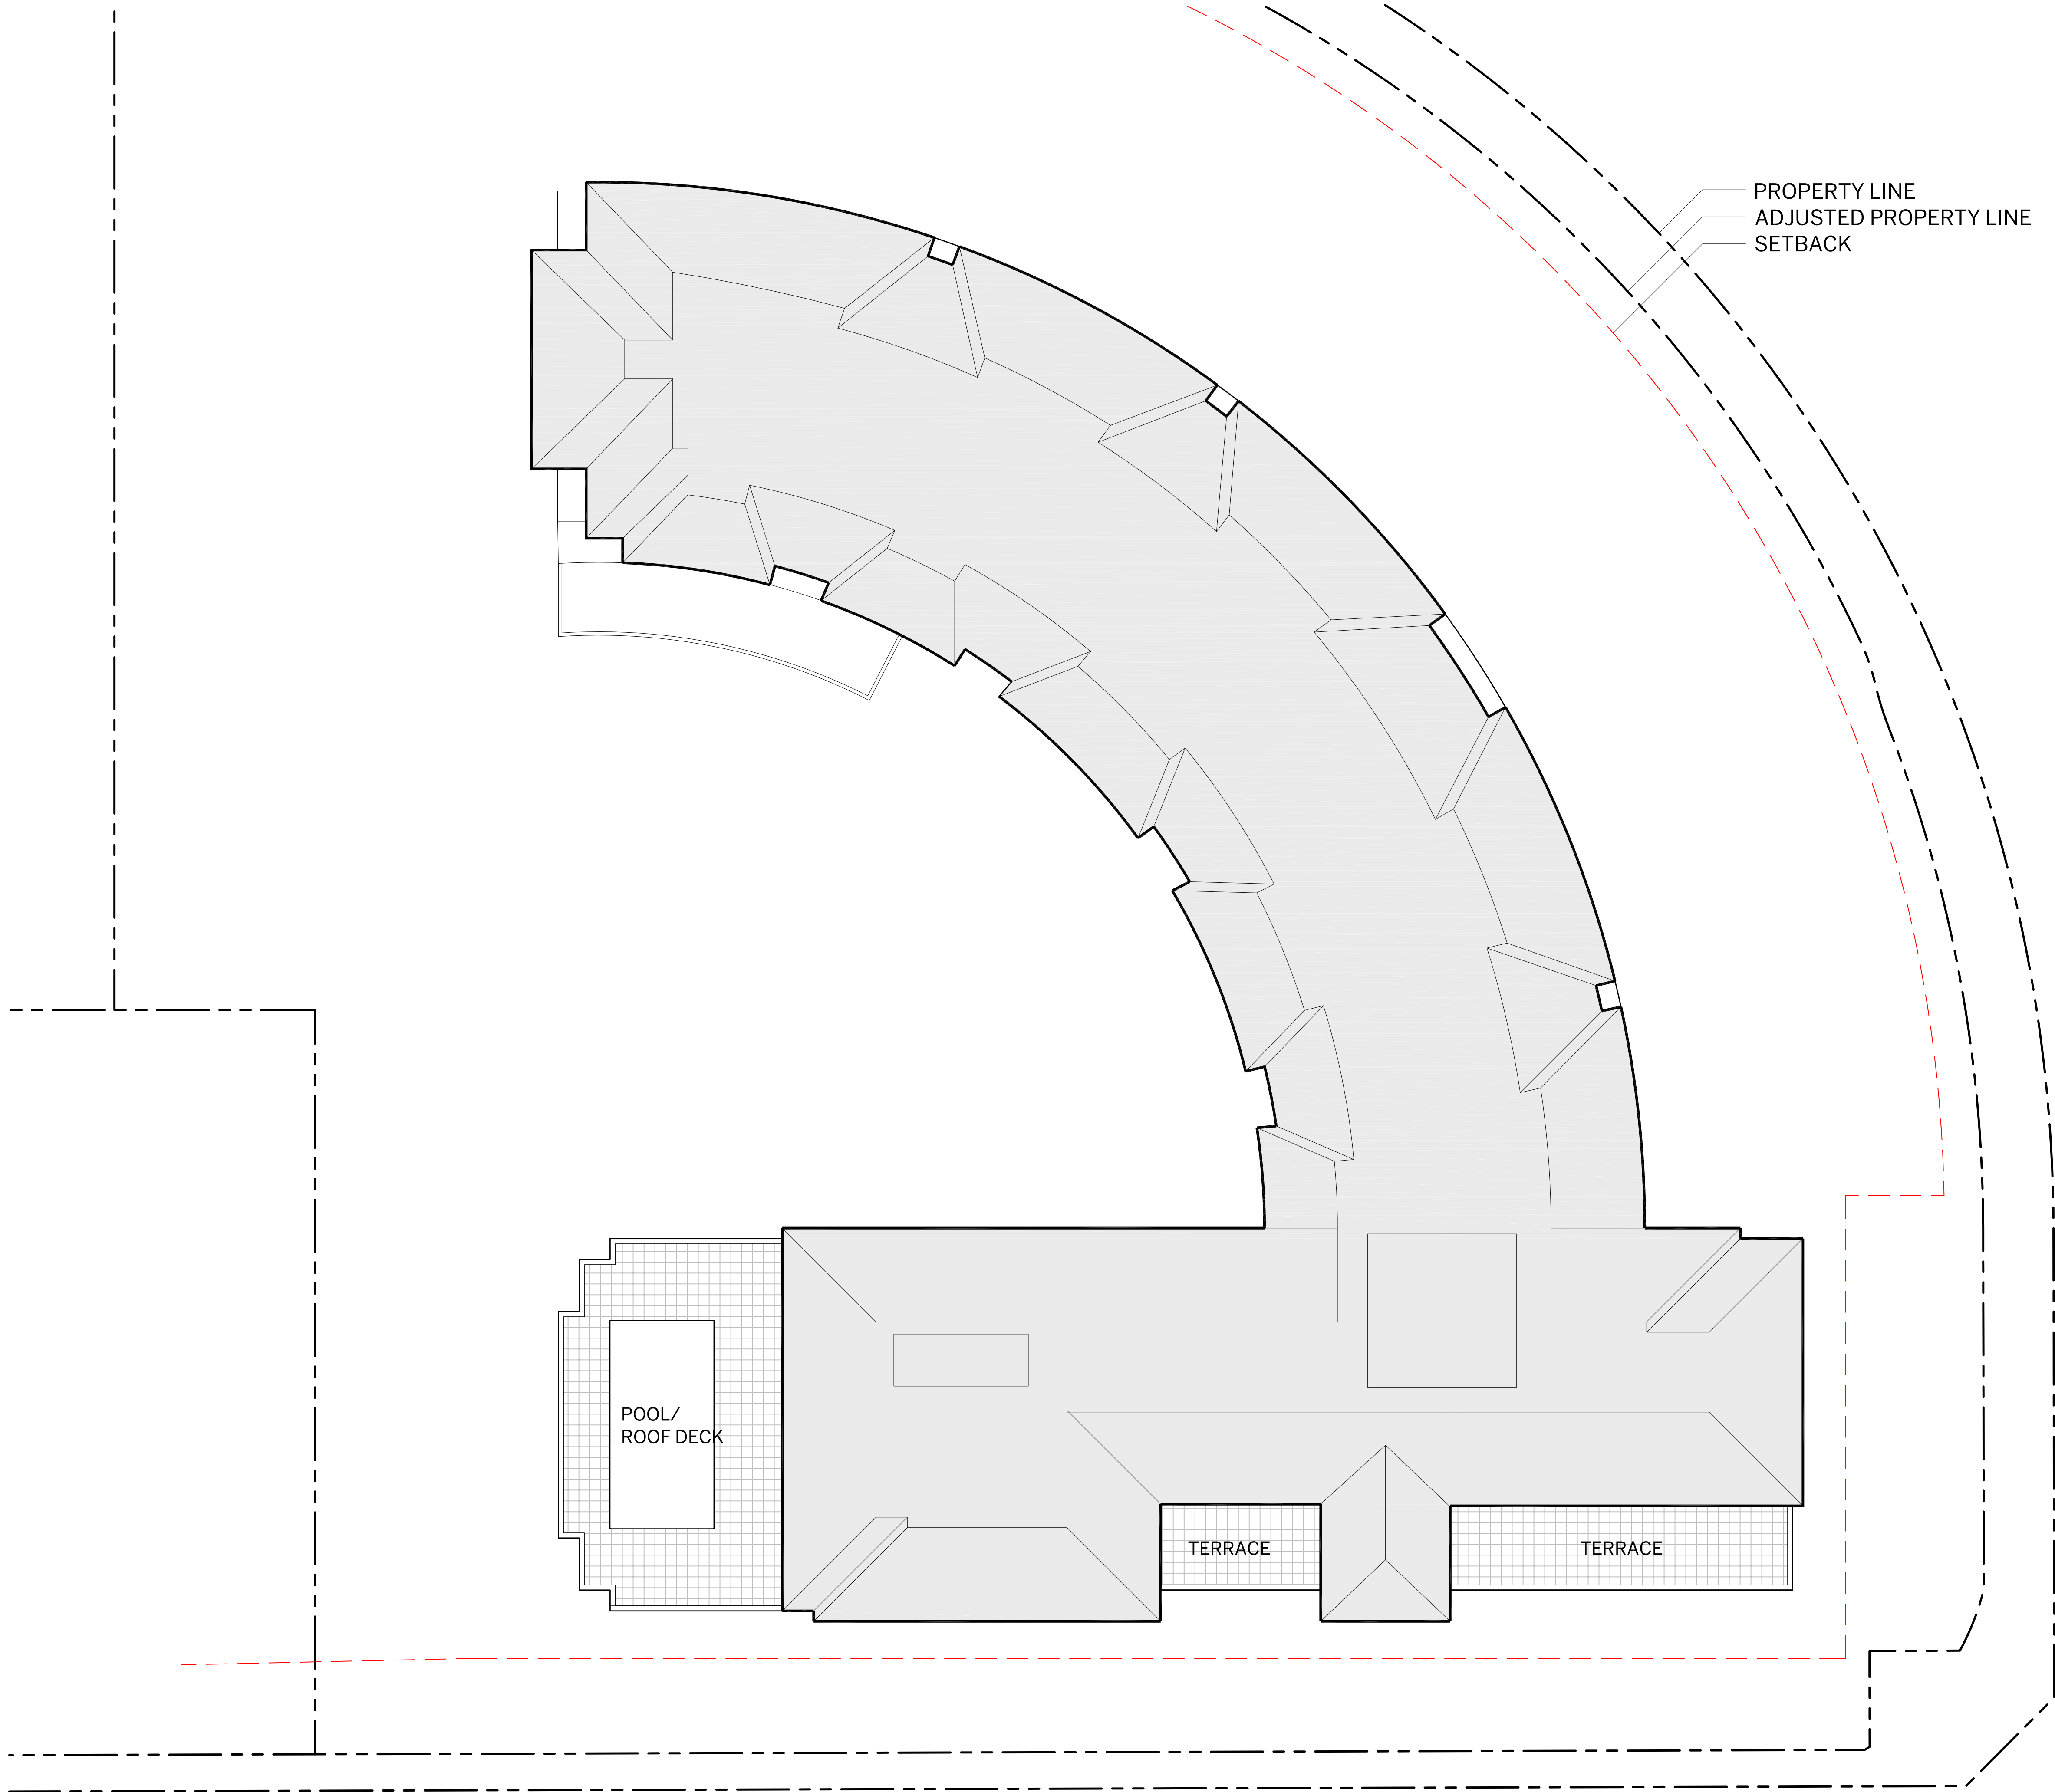 PROPERTY LINE
ADJUSTED PROPERTY LINE
SETBACK
POOL/
ROOF DECK
TERRACE
TERRACE